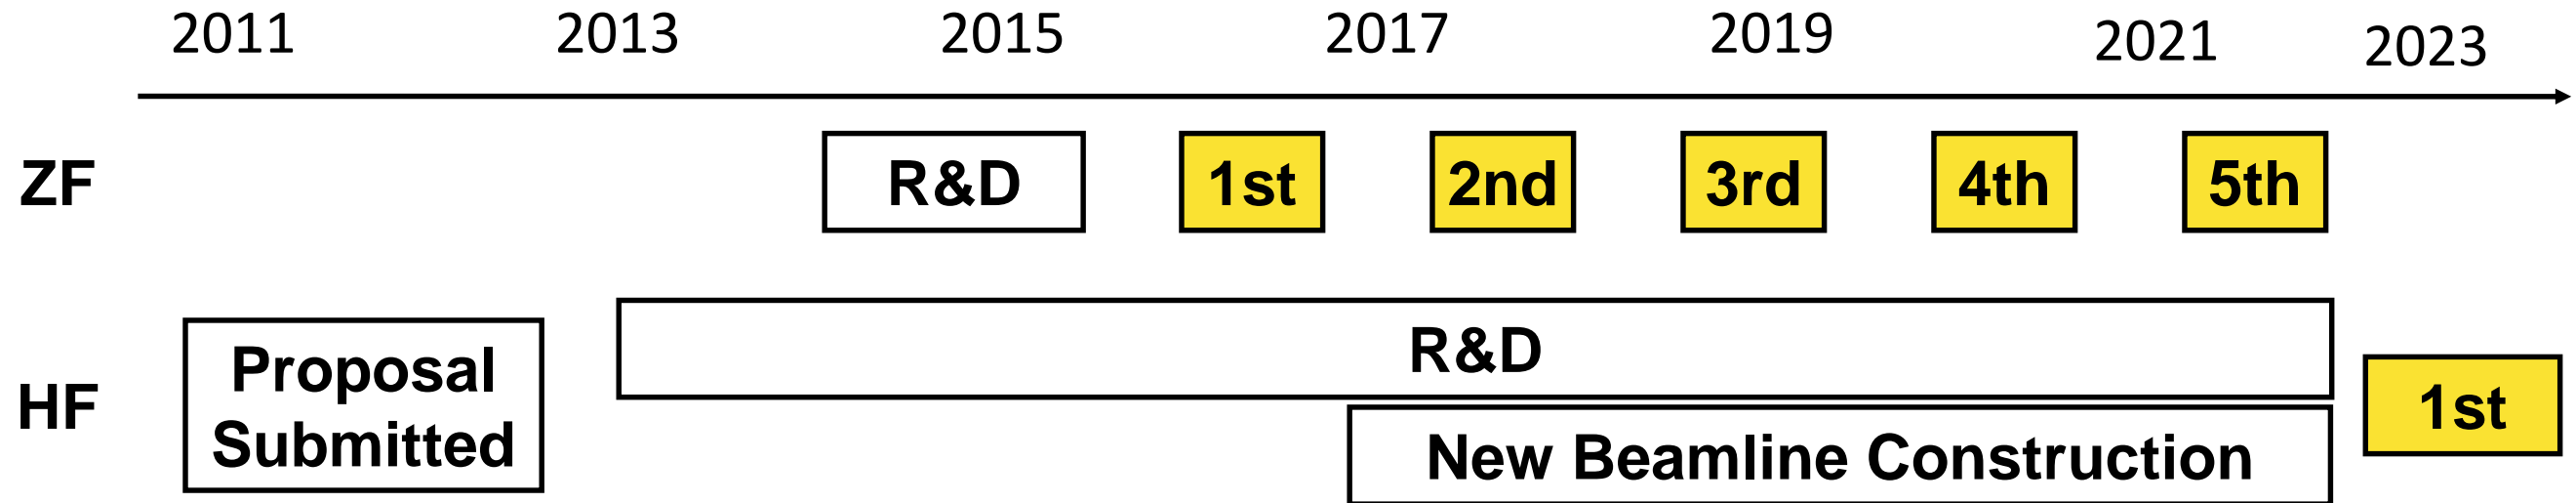 2011 2013 2015 2017 2019 2021 2023
ZF R&D 1st 2nd 3rd 4th 5th
R&D
Proposal
HF 1st
Submitted New Beamline Construction